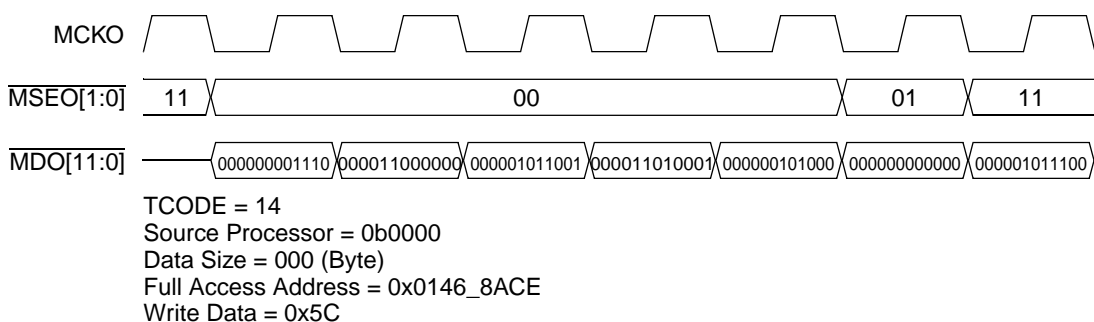 MCKO
MSEO[1:0] 11 00 01 11
MDO[11:0] 000000001110 000011000000 000001011001 000011010001 000000101000 000000000000 000001011100
TCODE = 14
Source Processor = 0b0000
Data Size = 000 (Byte)
Full Access Address = 0x0146_8ACE
Write Data = 0x5C